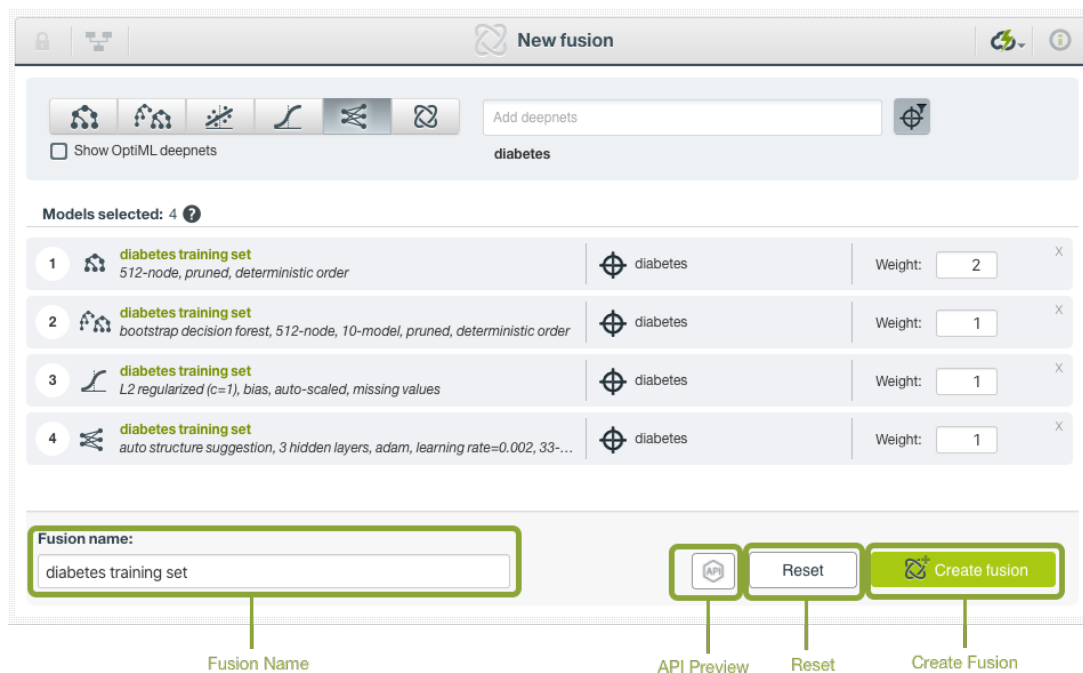 New fusion
Add deepnets
Show OptiML deepnets
diabetes
Models selected: 4 ?
1 diabetes training set diabetes Weight: 2 X
512-node, pruned, deterministic order
2 diabetes training set diabetes Weight: 1 X
bootstrap decision forest, 512-node, 10-model, pruned, deterministic order
3 diabetes training set diabetes Weight: 1 X
L2 regularized (c=1), bias, auto-scaled, missing values
4 diabetes training set diabetes Weight: 1 X
auto structure suggestion, 3 hidden layers, adam, learning rate=0.002, 33-...
Fusion name:
diabetes training set API Reset Create fusion
Fusion Name API Preview Reset Create Fusion